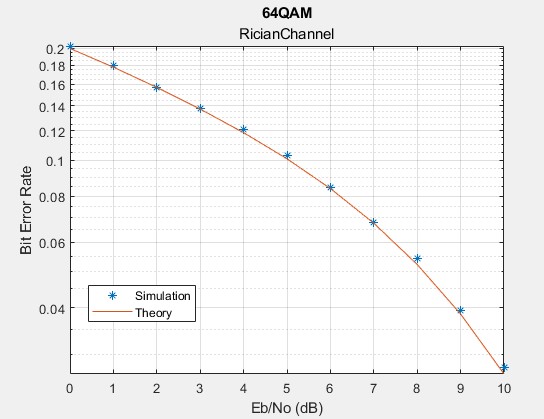 64QAM
RicianChannel
0.2
0.18
0.16
0.14
0.12
0.1
0.08
0.06
0.04
Bit Error Rate
Simulation
Theory
0 1 2 3 4 5 6 7 8 9 10
Eb/No (dB)